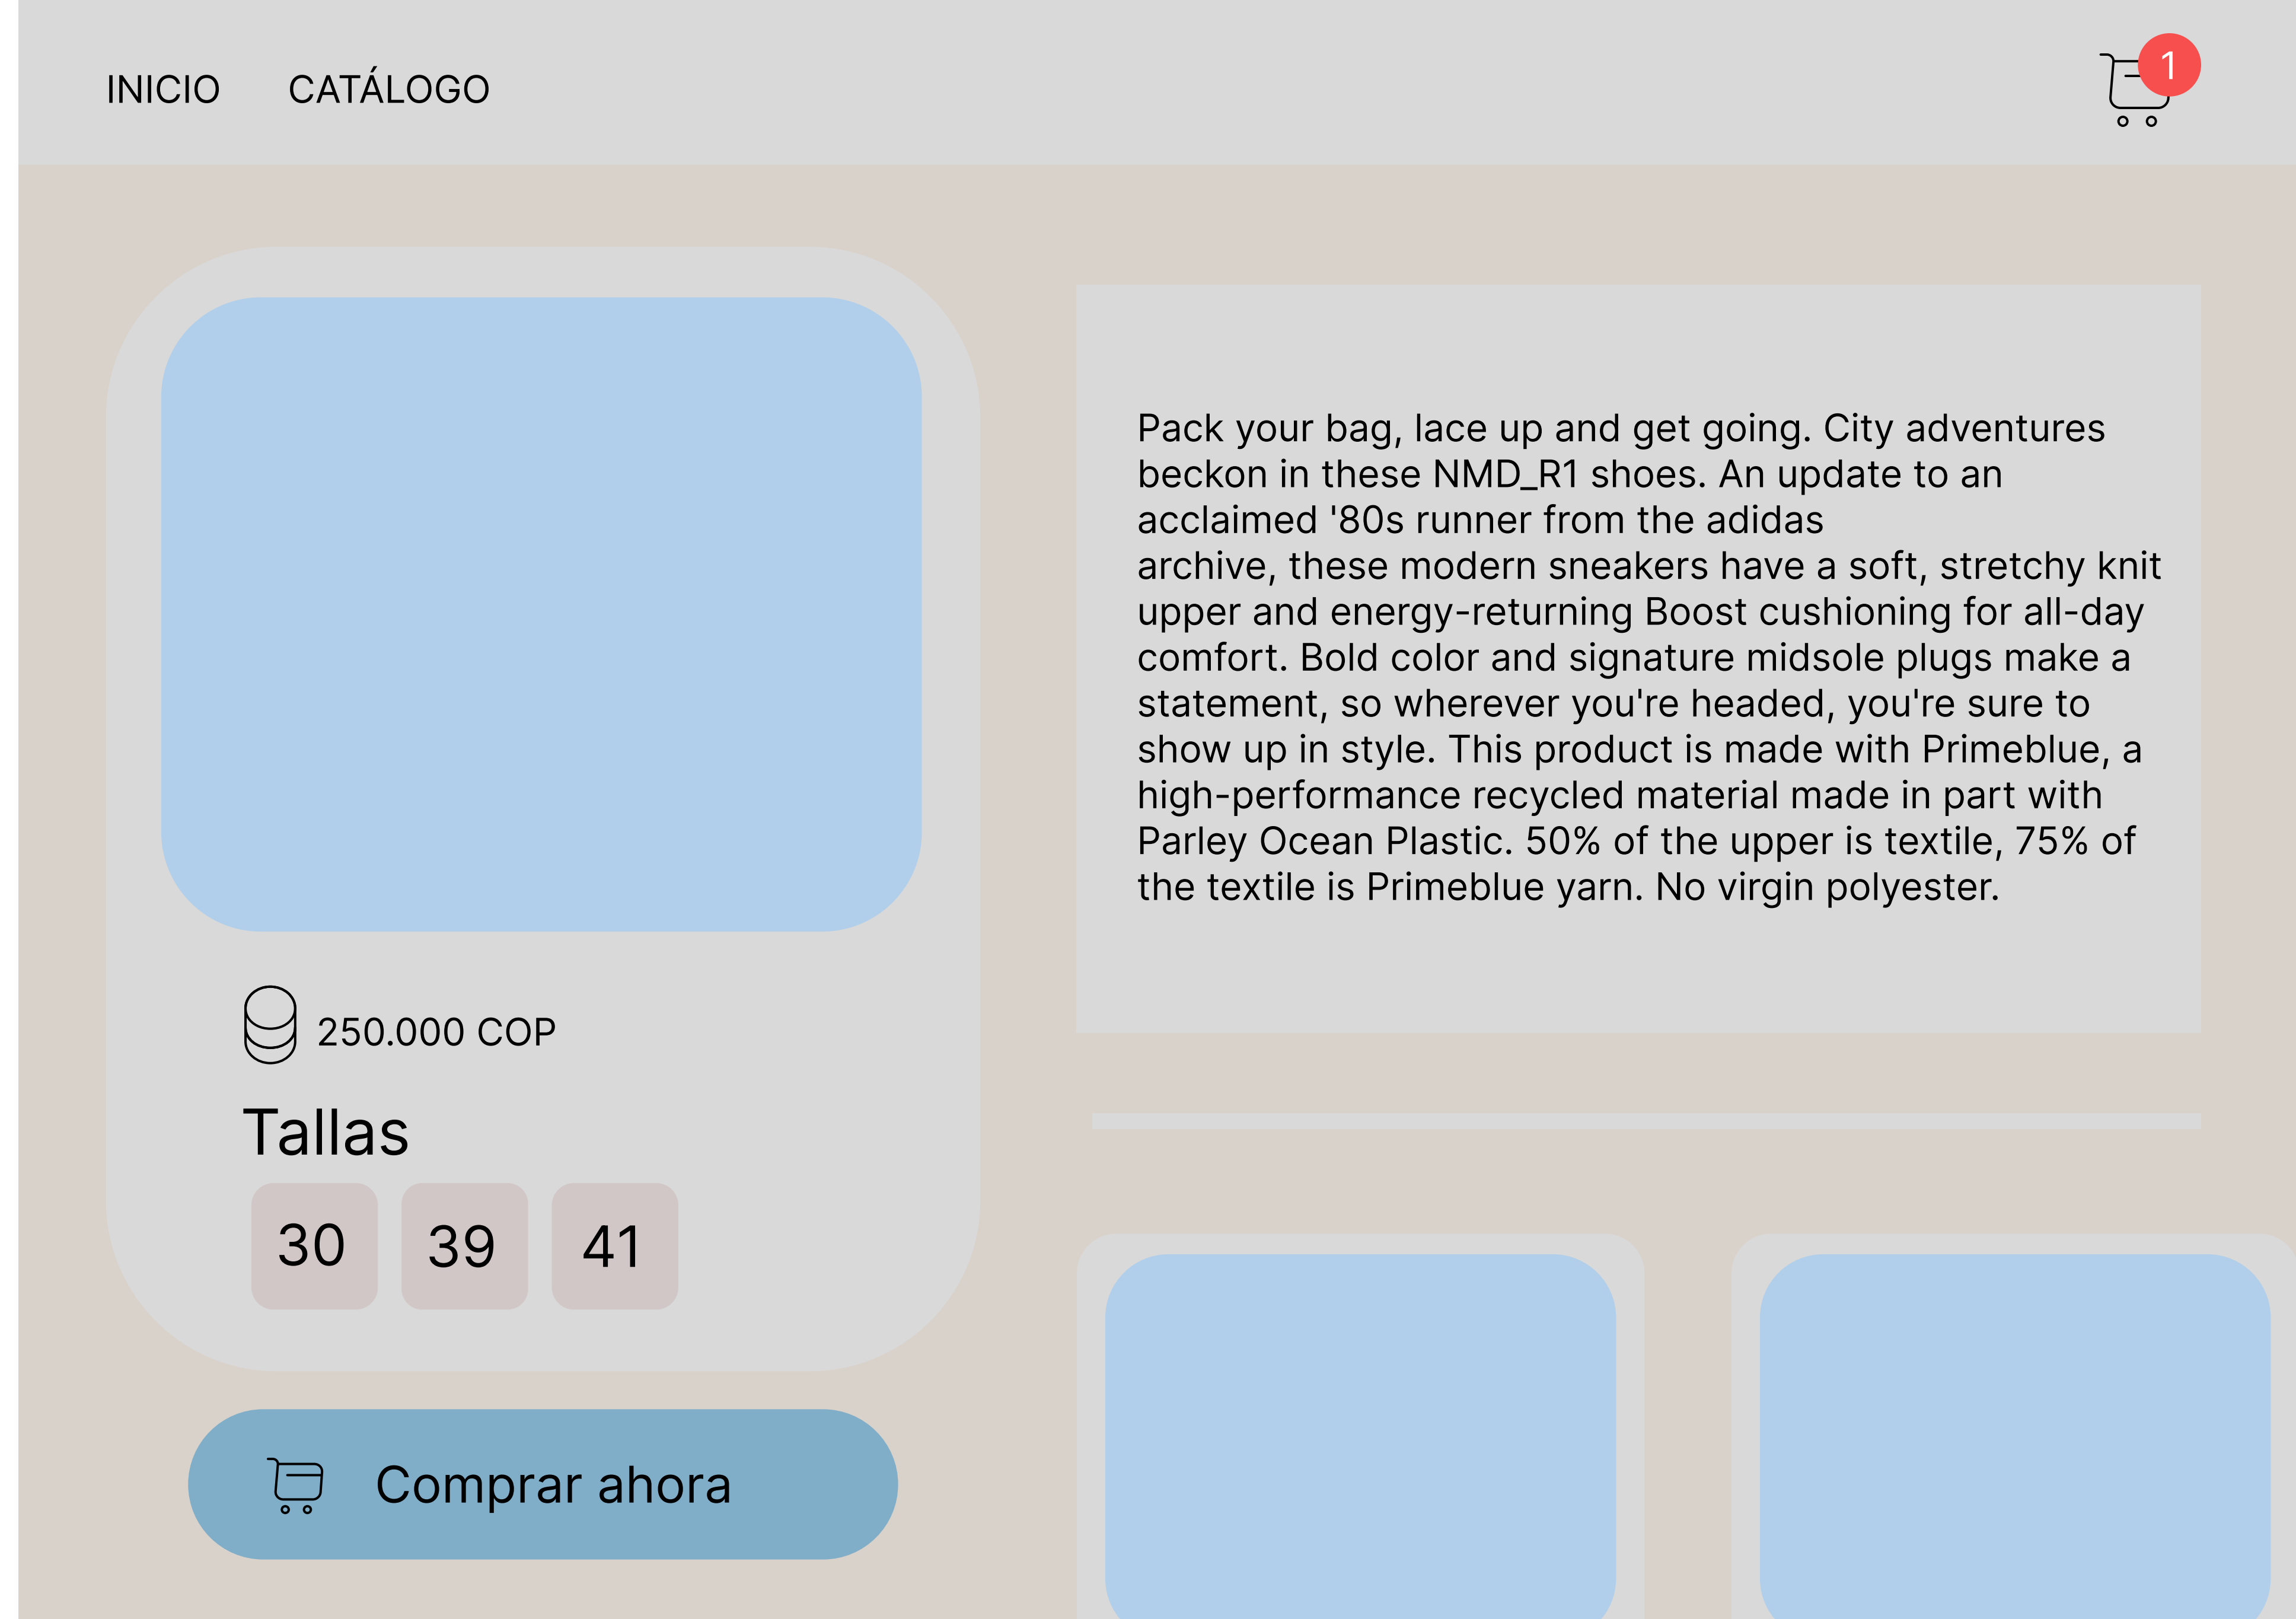 INICIO
CATÁLOGO
1
250.000 COP
Tallas
30
39
41
Comprar ahora
Pack your bag, lace up and get going. City adventures
beckon in these NMD_R1 shoes. An update to an
acclaimed '80s runner from the adidas
archive, these modern sneakers have a soft, stretchy knit
upper and energy-returning Boost cushioning for all-day
comfort. Bold color and signature midsole plugs make a
statement, so wherever you're headed, you're sure to
show up in style. This product is made with Primeblue, a
high-performance recycled material made in part with
Parley Ocean Plastic. 50% of the upper is textile, 75% of
the textile is Primeblue yarn. No virgin polyester.